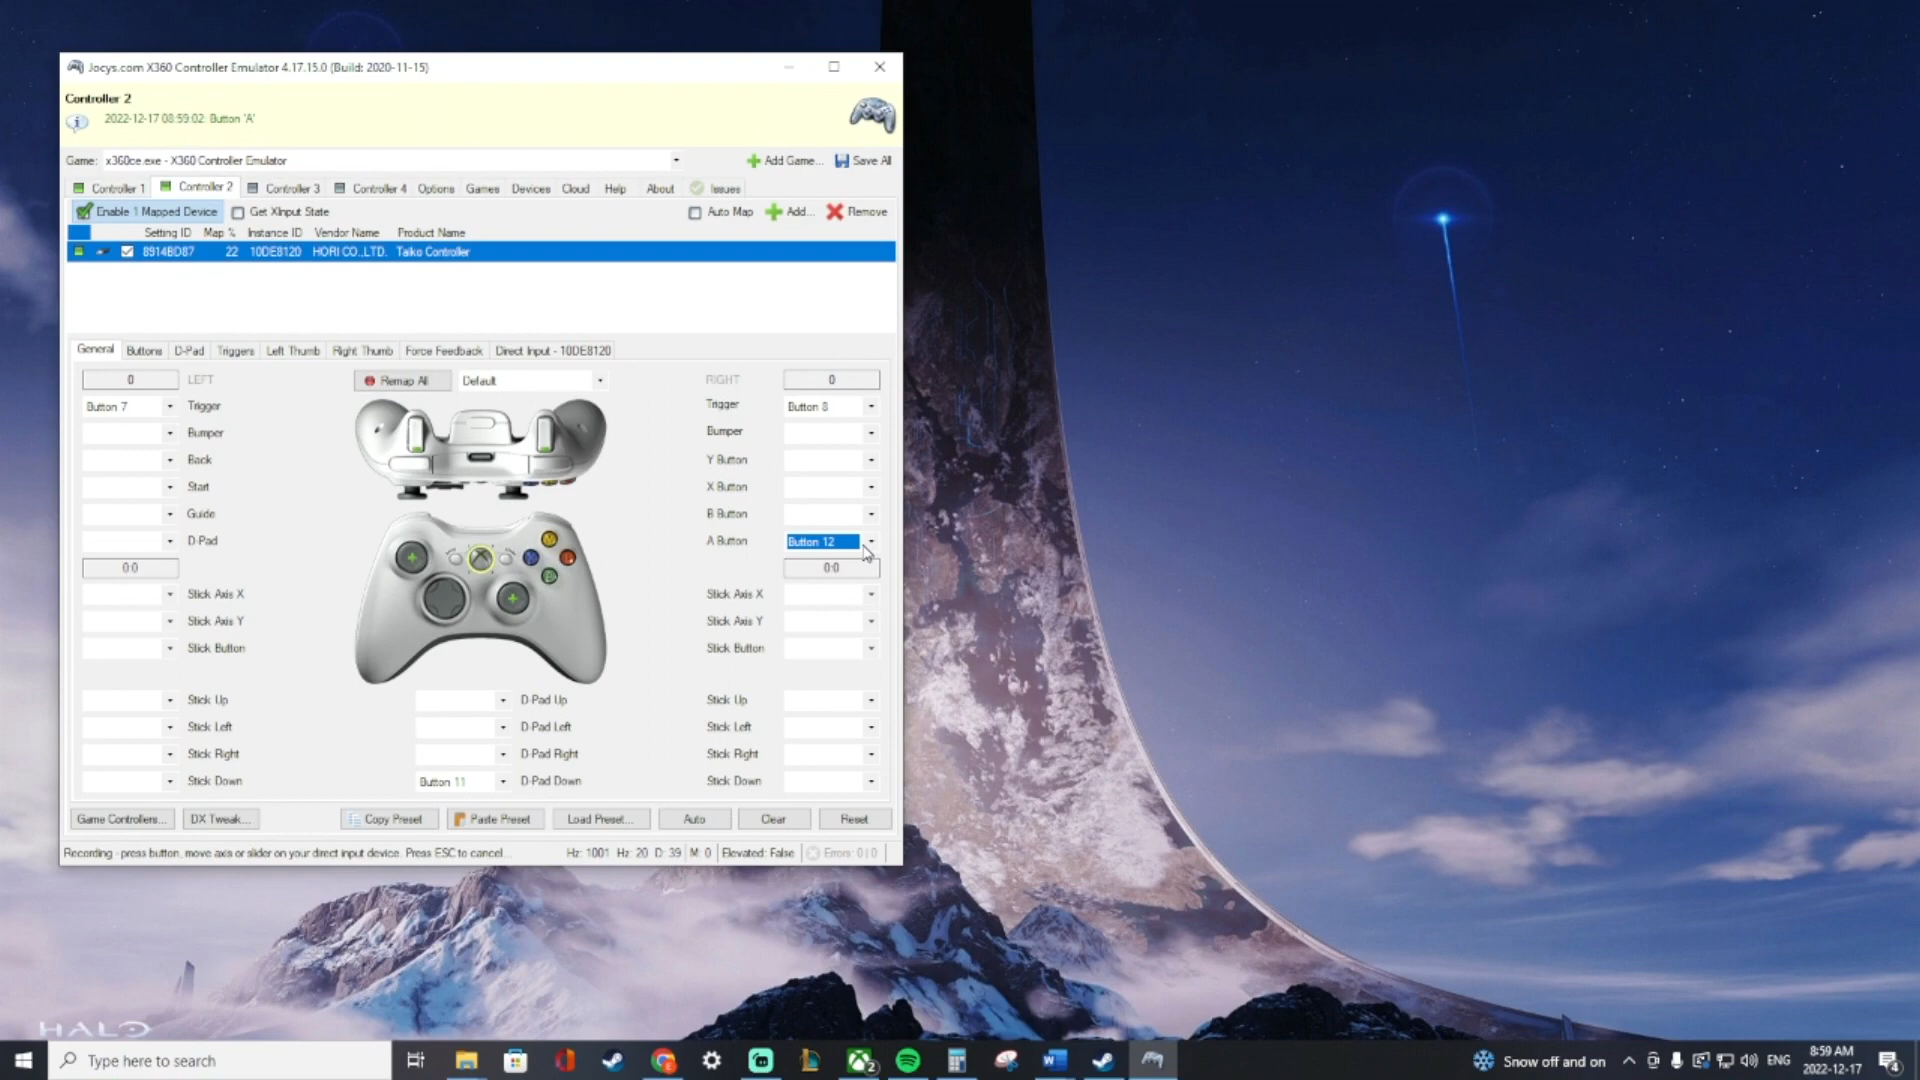 Jocys.com X360 Controller Emulator 4.17.15.0 (Build: 2020-11-15)
Controller 2
2022-12-17 08:59:02: Button 'A'
Game: x360ce.exe - X360 Controller Emulator
Add Game... Save All
Controller 1 Controller 2 Controller 3 Controller 4 Options Games Devices Cloud Help About Issues
Enable 1 Mapped Device Get XInput State Auto Map Add... Remove
Setting ID Map % Instance ID Vendor Name Product Name
8914BD87 22 10DE8120 HORI CO.,LTD. Taiko Controller
General Buttons D-Pad Triggers Left Thumb Right Thumb Force Feedback Direct Input - 10DE8120
0 LEFT Remap All Default RIGHT 0
Button 7 Trigger Trigger Button 8
Bumper Bumper
Back Y Button
Start X Button
Guide B Button
D-Pad A Button Button 12
0:0 0:0
Stick Axis X Stick Axis X
Stick Axis Y Stick Axis Y
Stick Button Stick Button
Stick Up D-Pad Up Stick Up
Stick Left D-Pad Left Stick Left
Stick Right D-Pad Right Stick Right
Stick Down Button 11 D-Pad Down Stick Down
Game Controllers... DX Tweak... Copy Preset Paste Preset Load Preset... Auto Clear Reset
Recording - press button, move axis or slider on your direct input device. Press ESC to cancel... Hz: 1001 Hz: 20 D: 39 M: 0 Elevated: False Errors: 0 | 0
HALO
Type here to search
2
Snow off and on
ENG
8:59 AM
2022-12-17
4